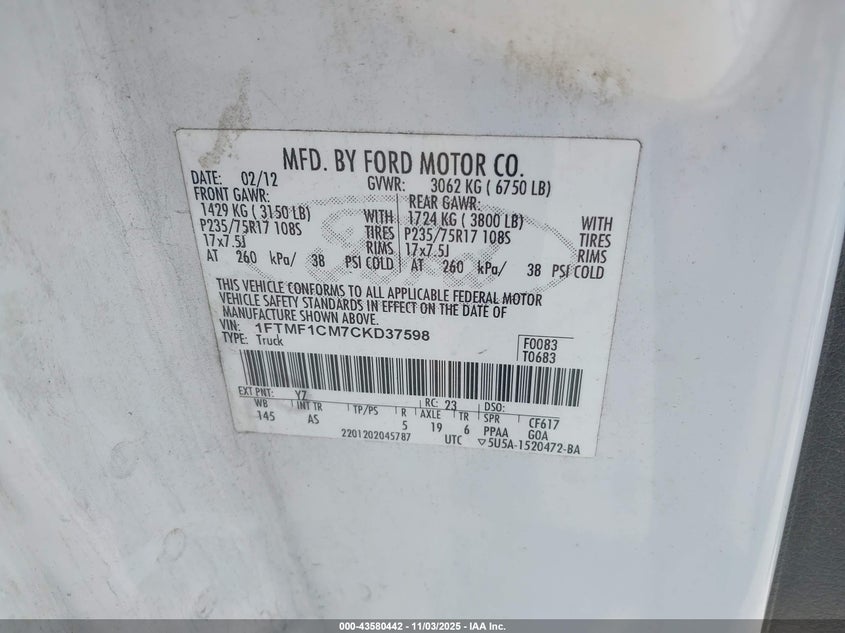 MFD. BY FORD MOTOR CO.
DATE: 02/12 GVWR: 3062 KG ( 6750 LB)
FRONT GAWR: REAR GAWR:
1429 KG ( 3150 LB) WITH 1724 KG ( 3800 LB) WITH
P235/75R17 108S TIRES P235/75R17 108S TIRES
17x7.5J RIMS 17x7.5J RIMS
AT 260 kPa/ 38 PSI COLD AT 260 kPa/ 38 PSI COLD
THIS VEHICLE CONFORMS TO ALL APPLICABLE FEDERAL MOTOR
VEHICLE SAFETY STANDARDS IN EFFECT ON THE DATE OF
MANUFACTURE SHOWN ABOVE.
VIN: 1FTMF1CM7CKD37598
TYPE: Truck
F0083
T0683
EXT PNT: YZ RC: 23 DSO:
WB INT TR TP/PS R AXLE TR SPR CF617
145 AS 5 19 6 PPAA GOA
2201202045787 UTC ▽5U5A-1520472-BA
000-43580442 - 11/03/2025 - IAA Inc.